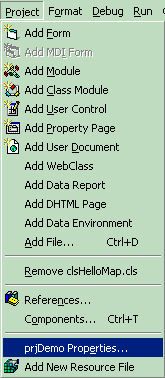 Project Format Debug Run
Add Form
Add MDI Form
Add Module
Add Class Module
Add User Control
Add Property Page
Add User Document
Add WebClass
Add Data Report
Add DHTML Page
Add Data Environment
Add File... Ctrl+D
Remove clsHelloMap.cls
References...
Components... Ctrl+T
prjDemo Properties...
Add New Resource File